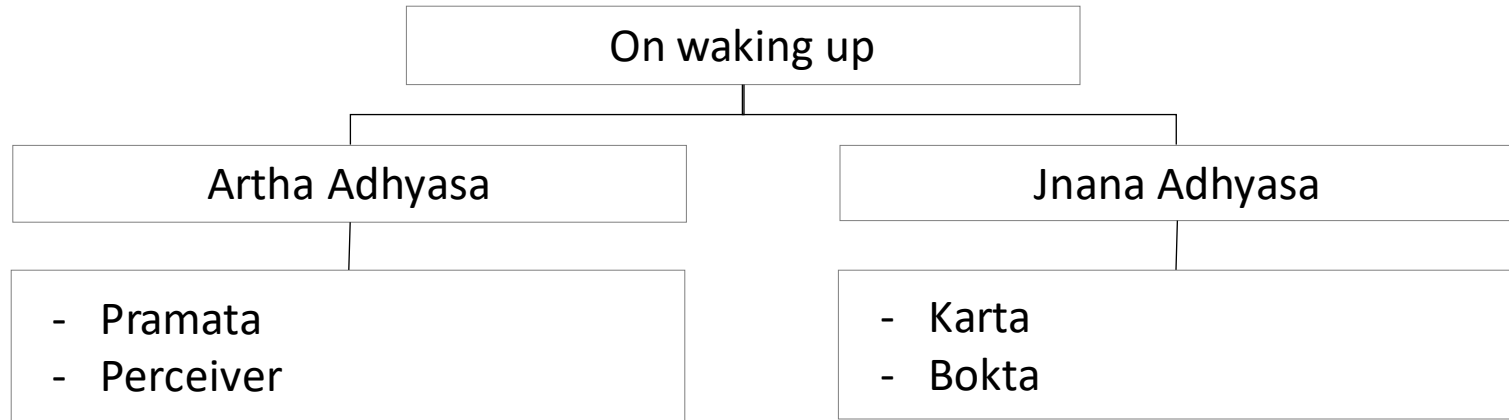 On waking up
Artha Adhyasa
Jnana Adhyasa
- Pramata
- Perceiver
- Karta
- Bokta